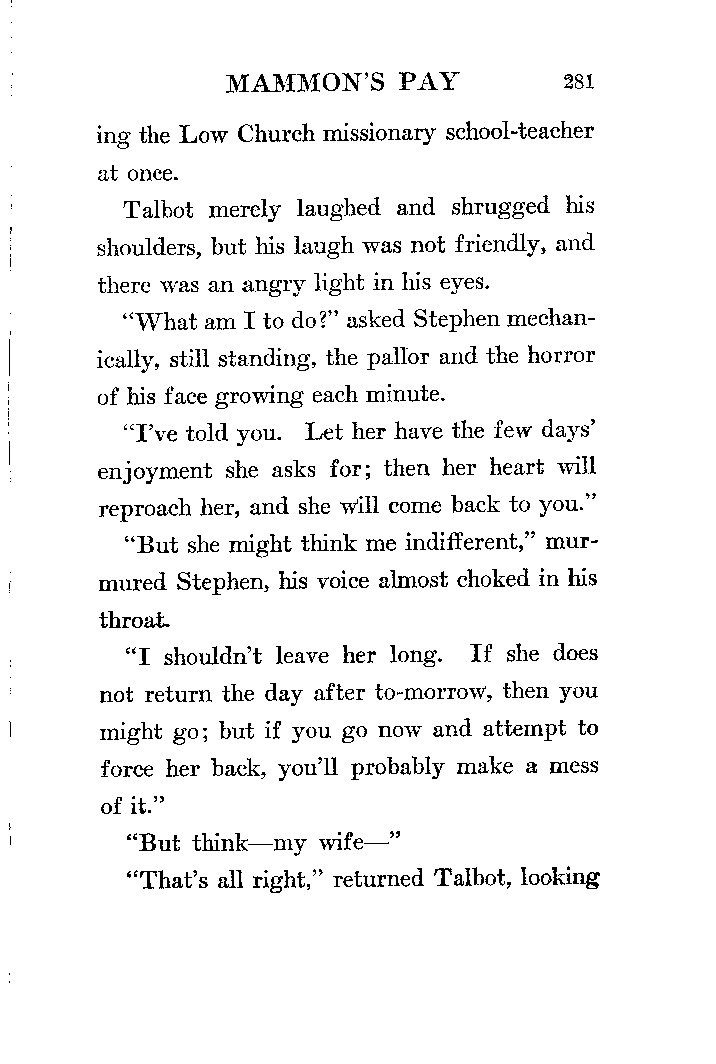 MAMMON'S PAY 281
ing the Low Church missionary school-teacher
at once.
Talbot merely laughed and shrugged his
shoulders, but his laugh was not friendly, and
there was an angry light in his eyes.
"What am I to do?" asked Stephen mechan-
ically, still standing, the pallor and the horror
of his face growing each minute.
"I've told you. Let her have the few days'
enjoyment she asks for; then her heart will
reproach her, and she will come back to you."
"But she might think me indifferent," mur-
mured Stephen, his voice almost choked in his
throat.
"I shouldn't leave her long. If she does
not return the day after to-morrow, then you
might go; but if you go now and attempt to
force her back, you'll probably make a mess
of it."
"But think—my wife—"
"That's all right," returned Talbot, looking